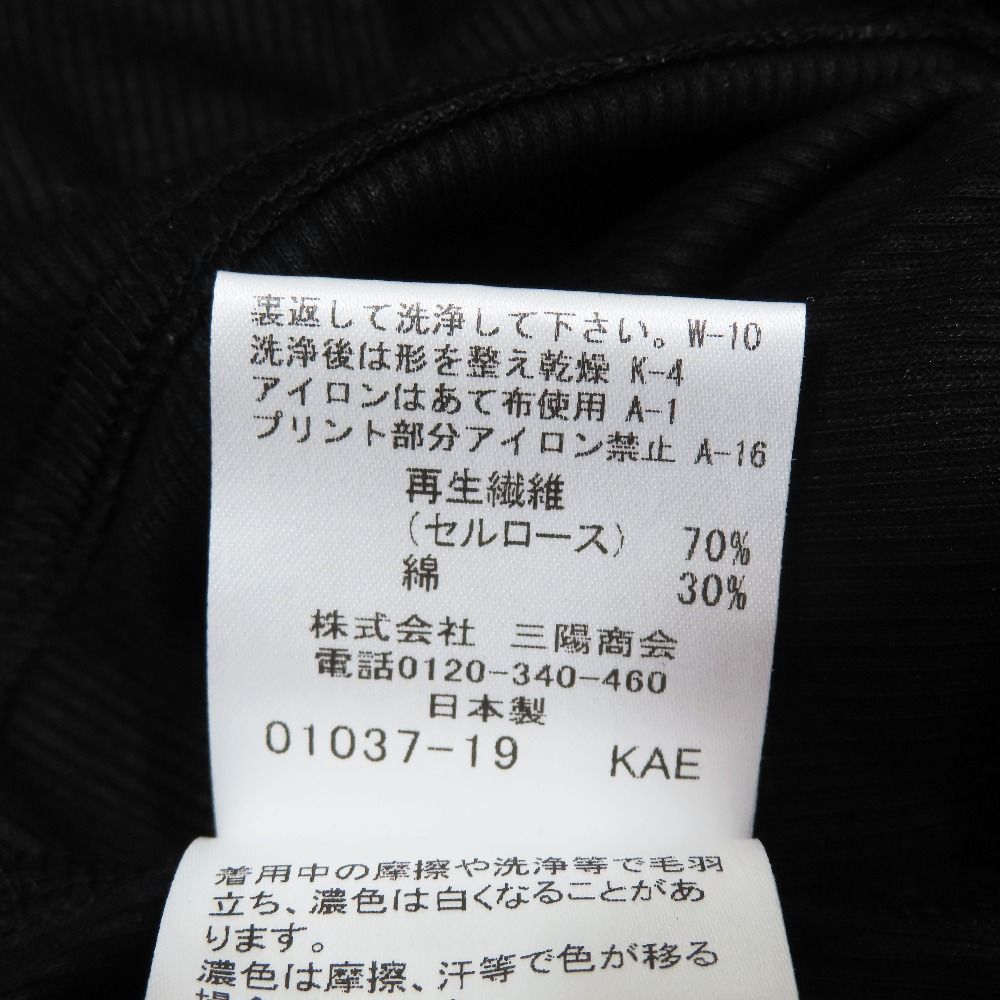 裏返して洗浄して下さい。W-10
洗浄後は形を整え乾燥 K-4
アイロンはあて布使用 A-1
プリント部分アイロン禁止 A-16
再生繊維
(セルロース) 70%
綿 30%
株式会社 三陽商会
電話0120-340-460
日本製
01037-19 KAE
着用中の摩擦や洗浄等で毛羽
立ち、濃色は白くなることがあ
ります。
濃色は摩擦、汗等で色が移る